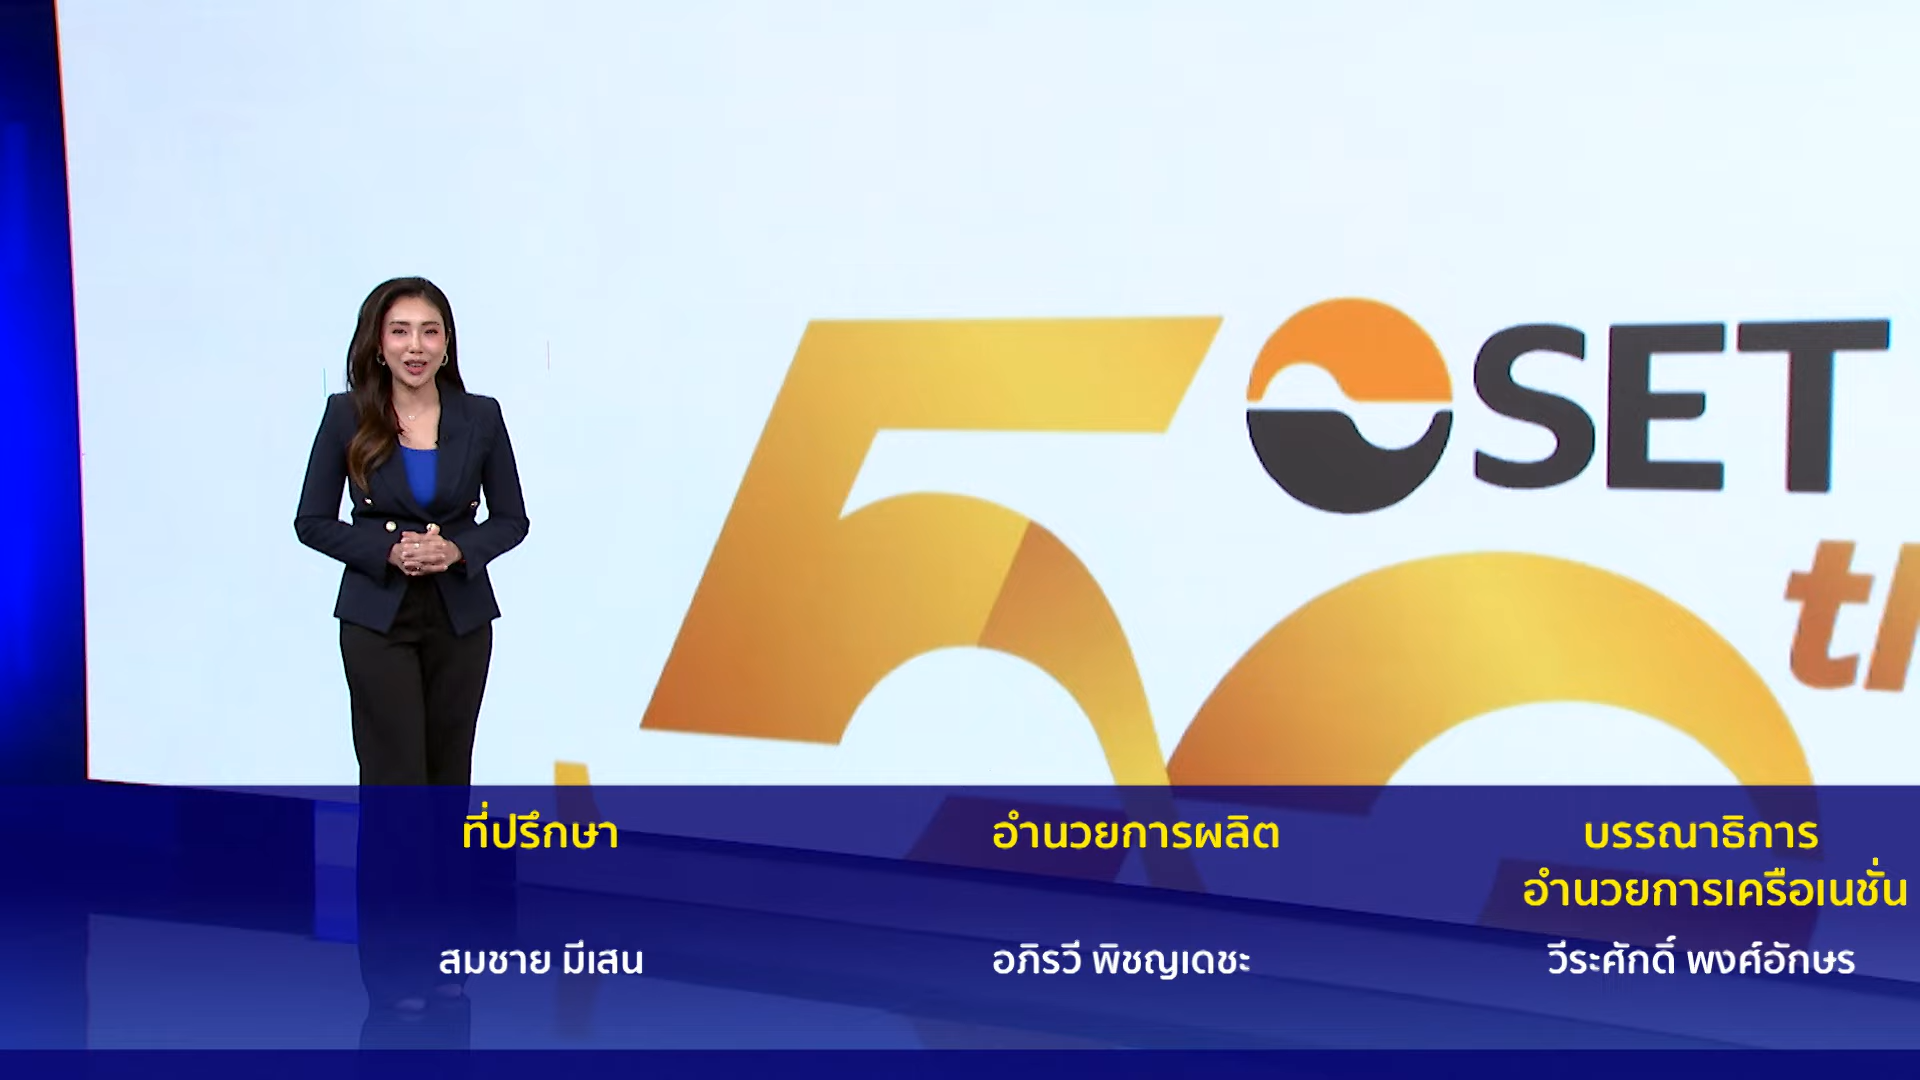 50
SET
th
ที่ปรึกษา
อำนวยการผลิต
บรรณาธิการ
อำนวยการเครือเนชั่น
สมชาย มีเสน
อภิรวี พิชญเดชะ
วีระศักดิ์ พงศ์อักษร